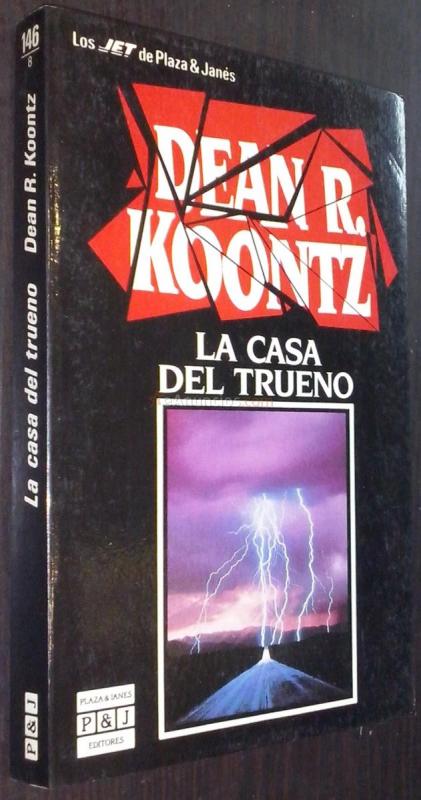 146
8
Dean R. Koontz
La casa del trueno
P&J
Los JET de Plaza & Janés
DEAN R.
KOONTZ
LA CASA
DEL TRUENO
PLAZA & JANES
P&J
EDITORES